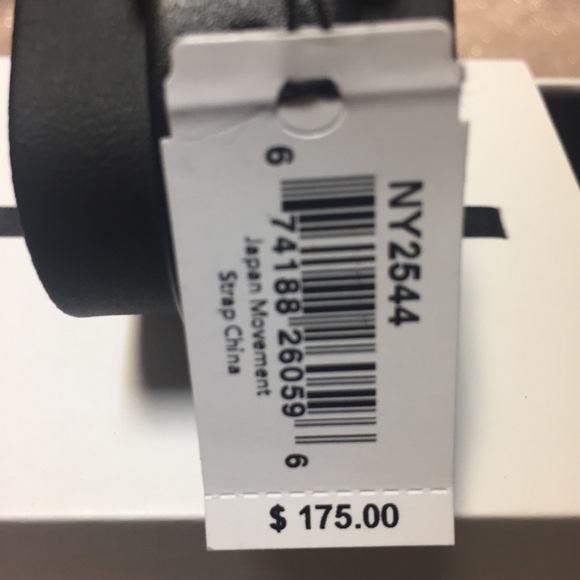 NY2544
6 74188 26059 6
Japan Movement
Strap China
$ 175.00